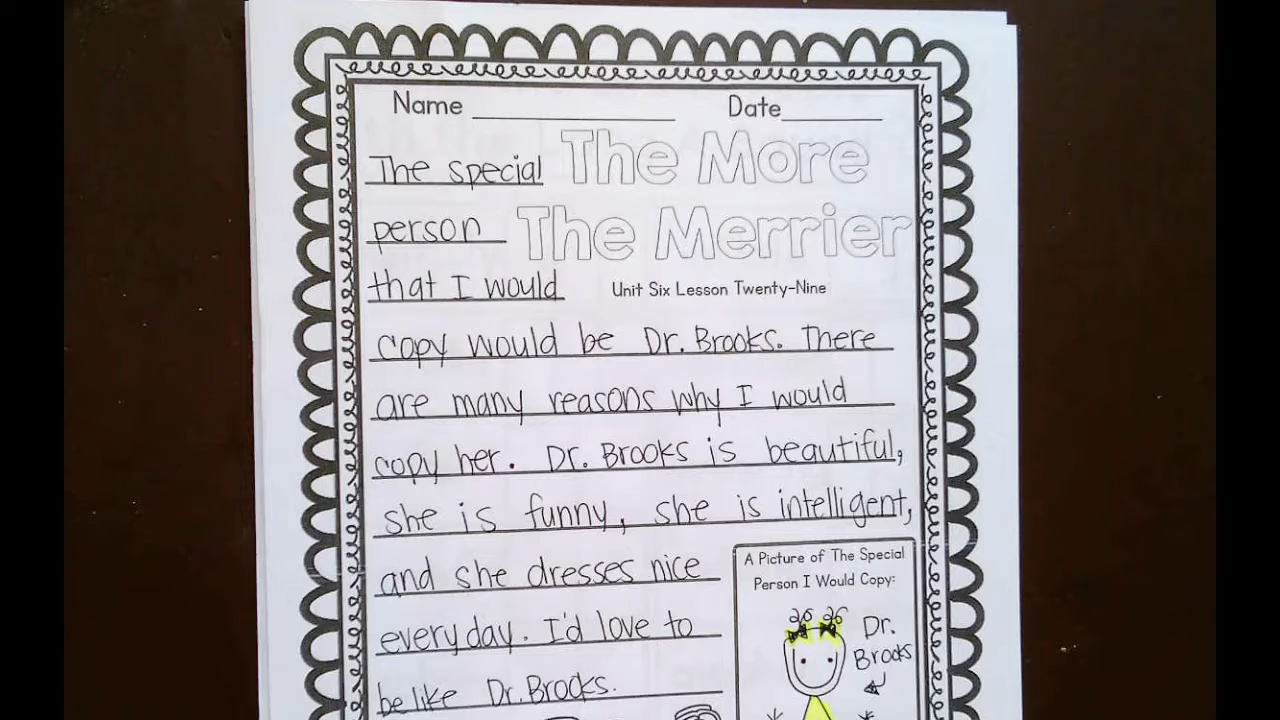 Name Date
The special
The More
person
The Merrier
that I would
Unit Six Lesson Twenty-Nine
copy would be Dr. Brooks. There
are many reasons why I would
copy her. Dr. Brooks is beautiful,
she is funny, she is intelligent,
and she dresses nice
every day. I'd love to
be like Dr. Brooks.
A Picture of The Special
Person I Would Copy:
Dr.
Brooks